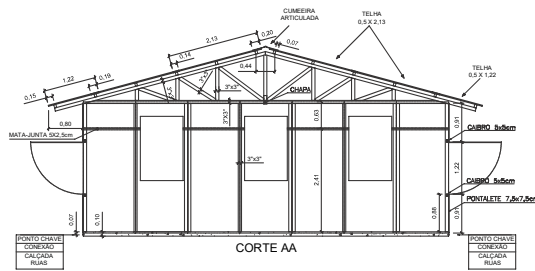 CUMEEIRA
ARTICULADA
TELHA
0,5 X 2,13
2,13
0,20
0,07
0,14
0,44
TELHA
0,5 X 1,22
1,22
0,18
0,15
3"x3"
3"x3"
CHAPA
3"X3"
0,80
MATA-JUNTA 5X2,5cm
0,63
0,91
CAIBRO 5x5cm
3"x3"
1,22
2,41
CAIBRO 5x5cm
PONTALETE 7,5x7,5cm
0,88
0,91
0,07
0,10
CORTE AA
PONTO CHAVE
CONEXÃO
CALÇADA
RUAS
PONTO CHAVE
CONEXÃO
CALÇADA
RUAS